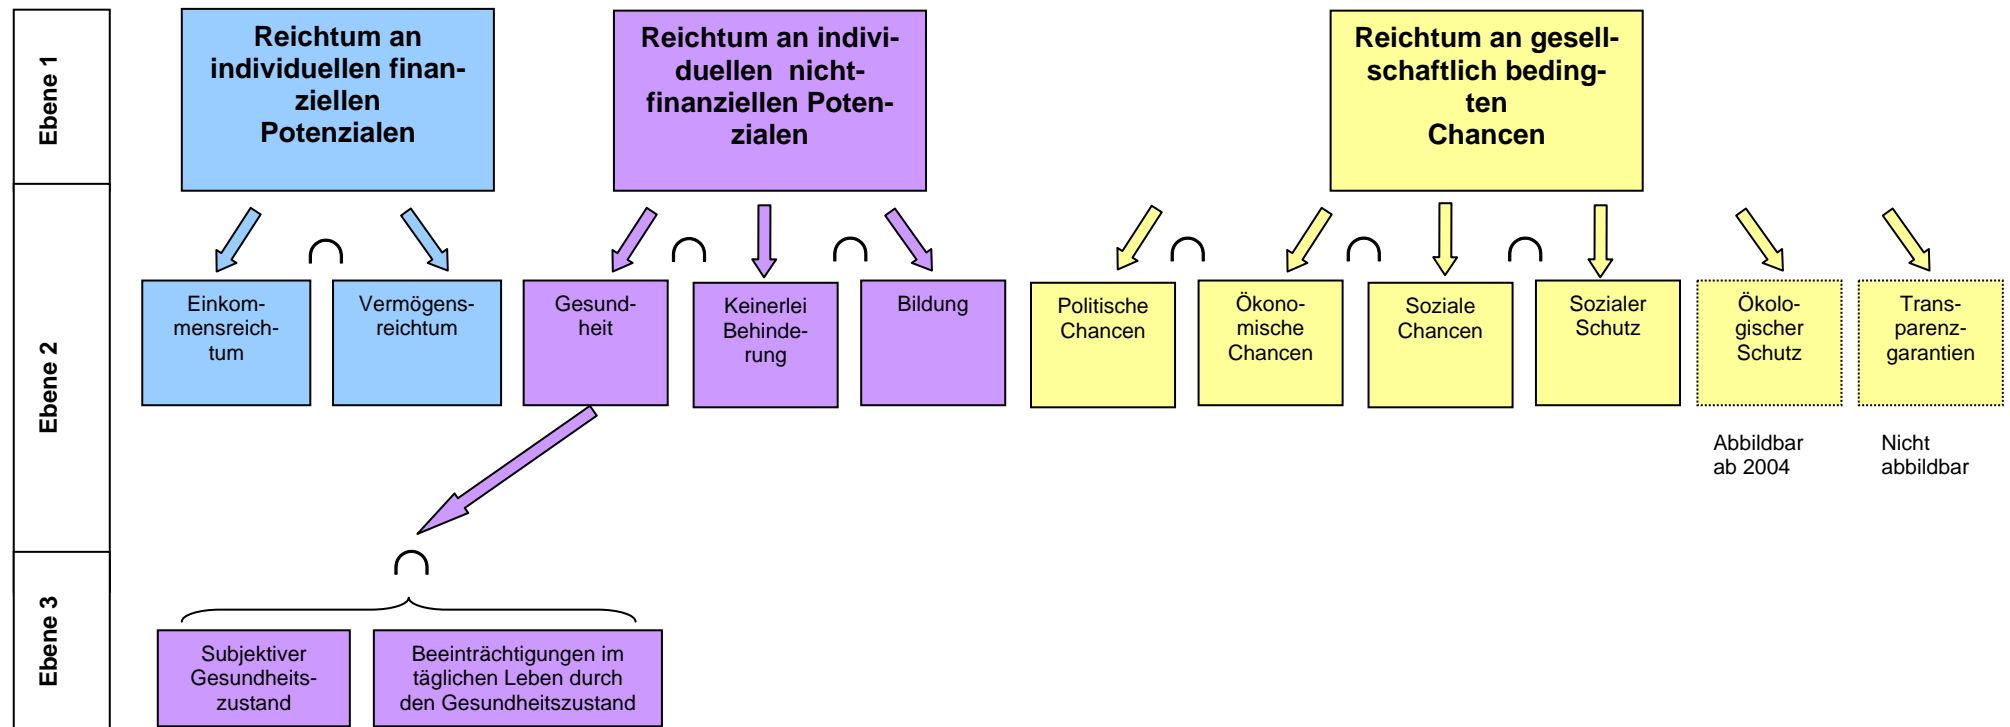 Ebene 1
Reichtum an
individuellen finan-
ziellen
Potenzialen
Reichtum an indivi-
duellen nicht-
finanziellen Poten-
zialen
Reichtum an gesell-
schaftlich beding-
ten
Chancen
Ebene 2
∩
∩
∩
∩
∩
∩
Einkom-
mensreich-
tum
Vermögens-
reichtum
Gesund-
heit
Keinerlei
Behinde-
rung
Bildung
Politische
Chancen
Ökono-
mische
Chancen
Soziale
Chancen
Sozialer
Schutz
Ökolo-
gischer
Schutz
Trans-
parenz-
garantien
Abbildbar
ab 2004
Nicht
abbildbar
∩
Ebene 3
Subjektiver
Gesundheits-
zustand
Beeinträchtigungen im
täglichen Leben durch
den Gesundheitszustand